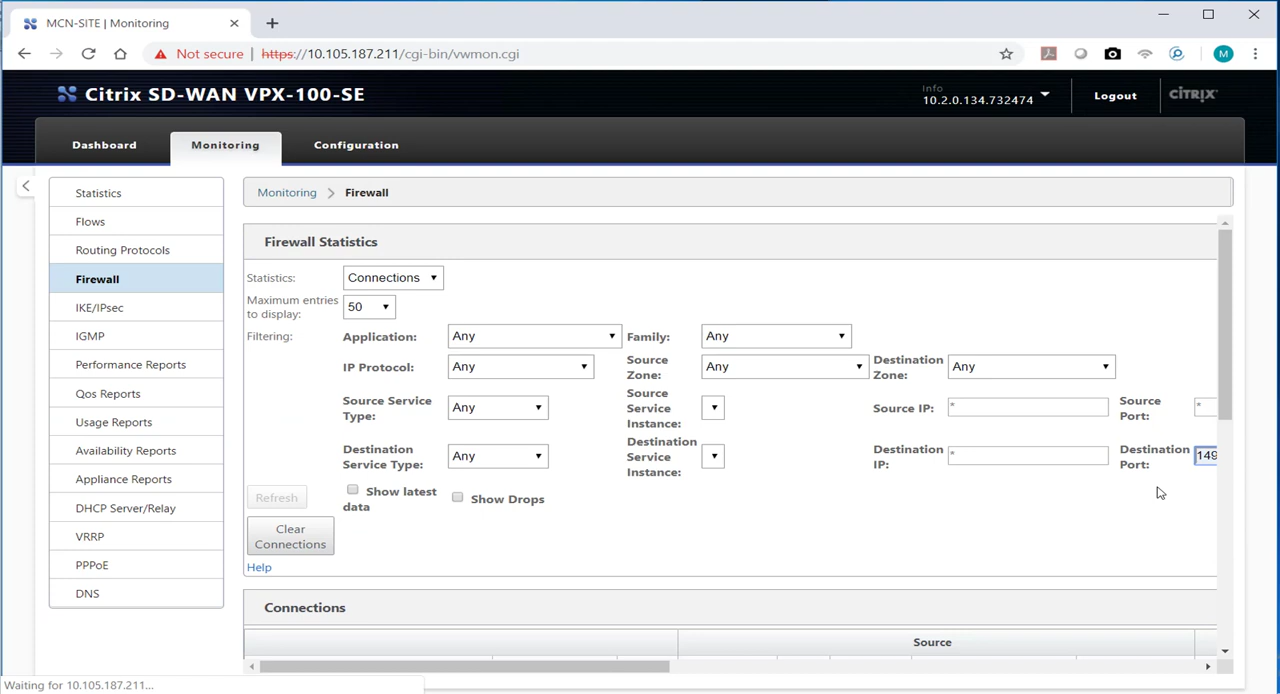 MCN-SITE | Monitoring
Not secure | https://10.105.187.211/cgi-bin/vwmon.cgi
M
Citrix SD-WAN VPX-100-SE
Info
10.2.0.134.732474
Logout
CITRIX
Dashboard
Monitoring
Configuration
Statistics
Flows
Routing Protocols
Firewall
IKE/IPsec
IGMP
Performance Reports
Qos Reports
Usage Reports
Availability Reports
Appliance Reports
DHCP Server/Relay
VRRP
PPPoE
DNS
Monitoring > Firewall
Firewall Statistics
Statistics: Connections
Maximum entries
to display: 50
Filtering:
Application: Any Family: Any
IP Protocol: Any Source
Zone: Any Destination
Zone: Any
Source Service
Type: Any Source
Service
Instance: Source IP: * Source
Port: *
Destination
Service Type: Any Destination
Service
Instance: Destination
IP: * Destination
Port: 149
Refresh Show latest
data Show Drops
Clear
Connections
Help
Connections
Source
Waiting for 10.105.187.211...